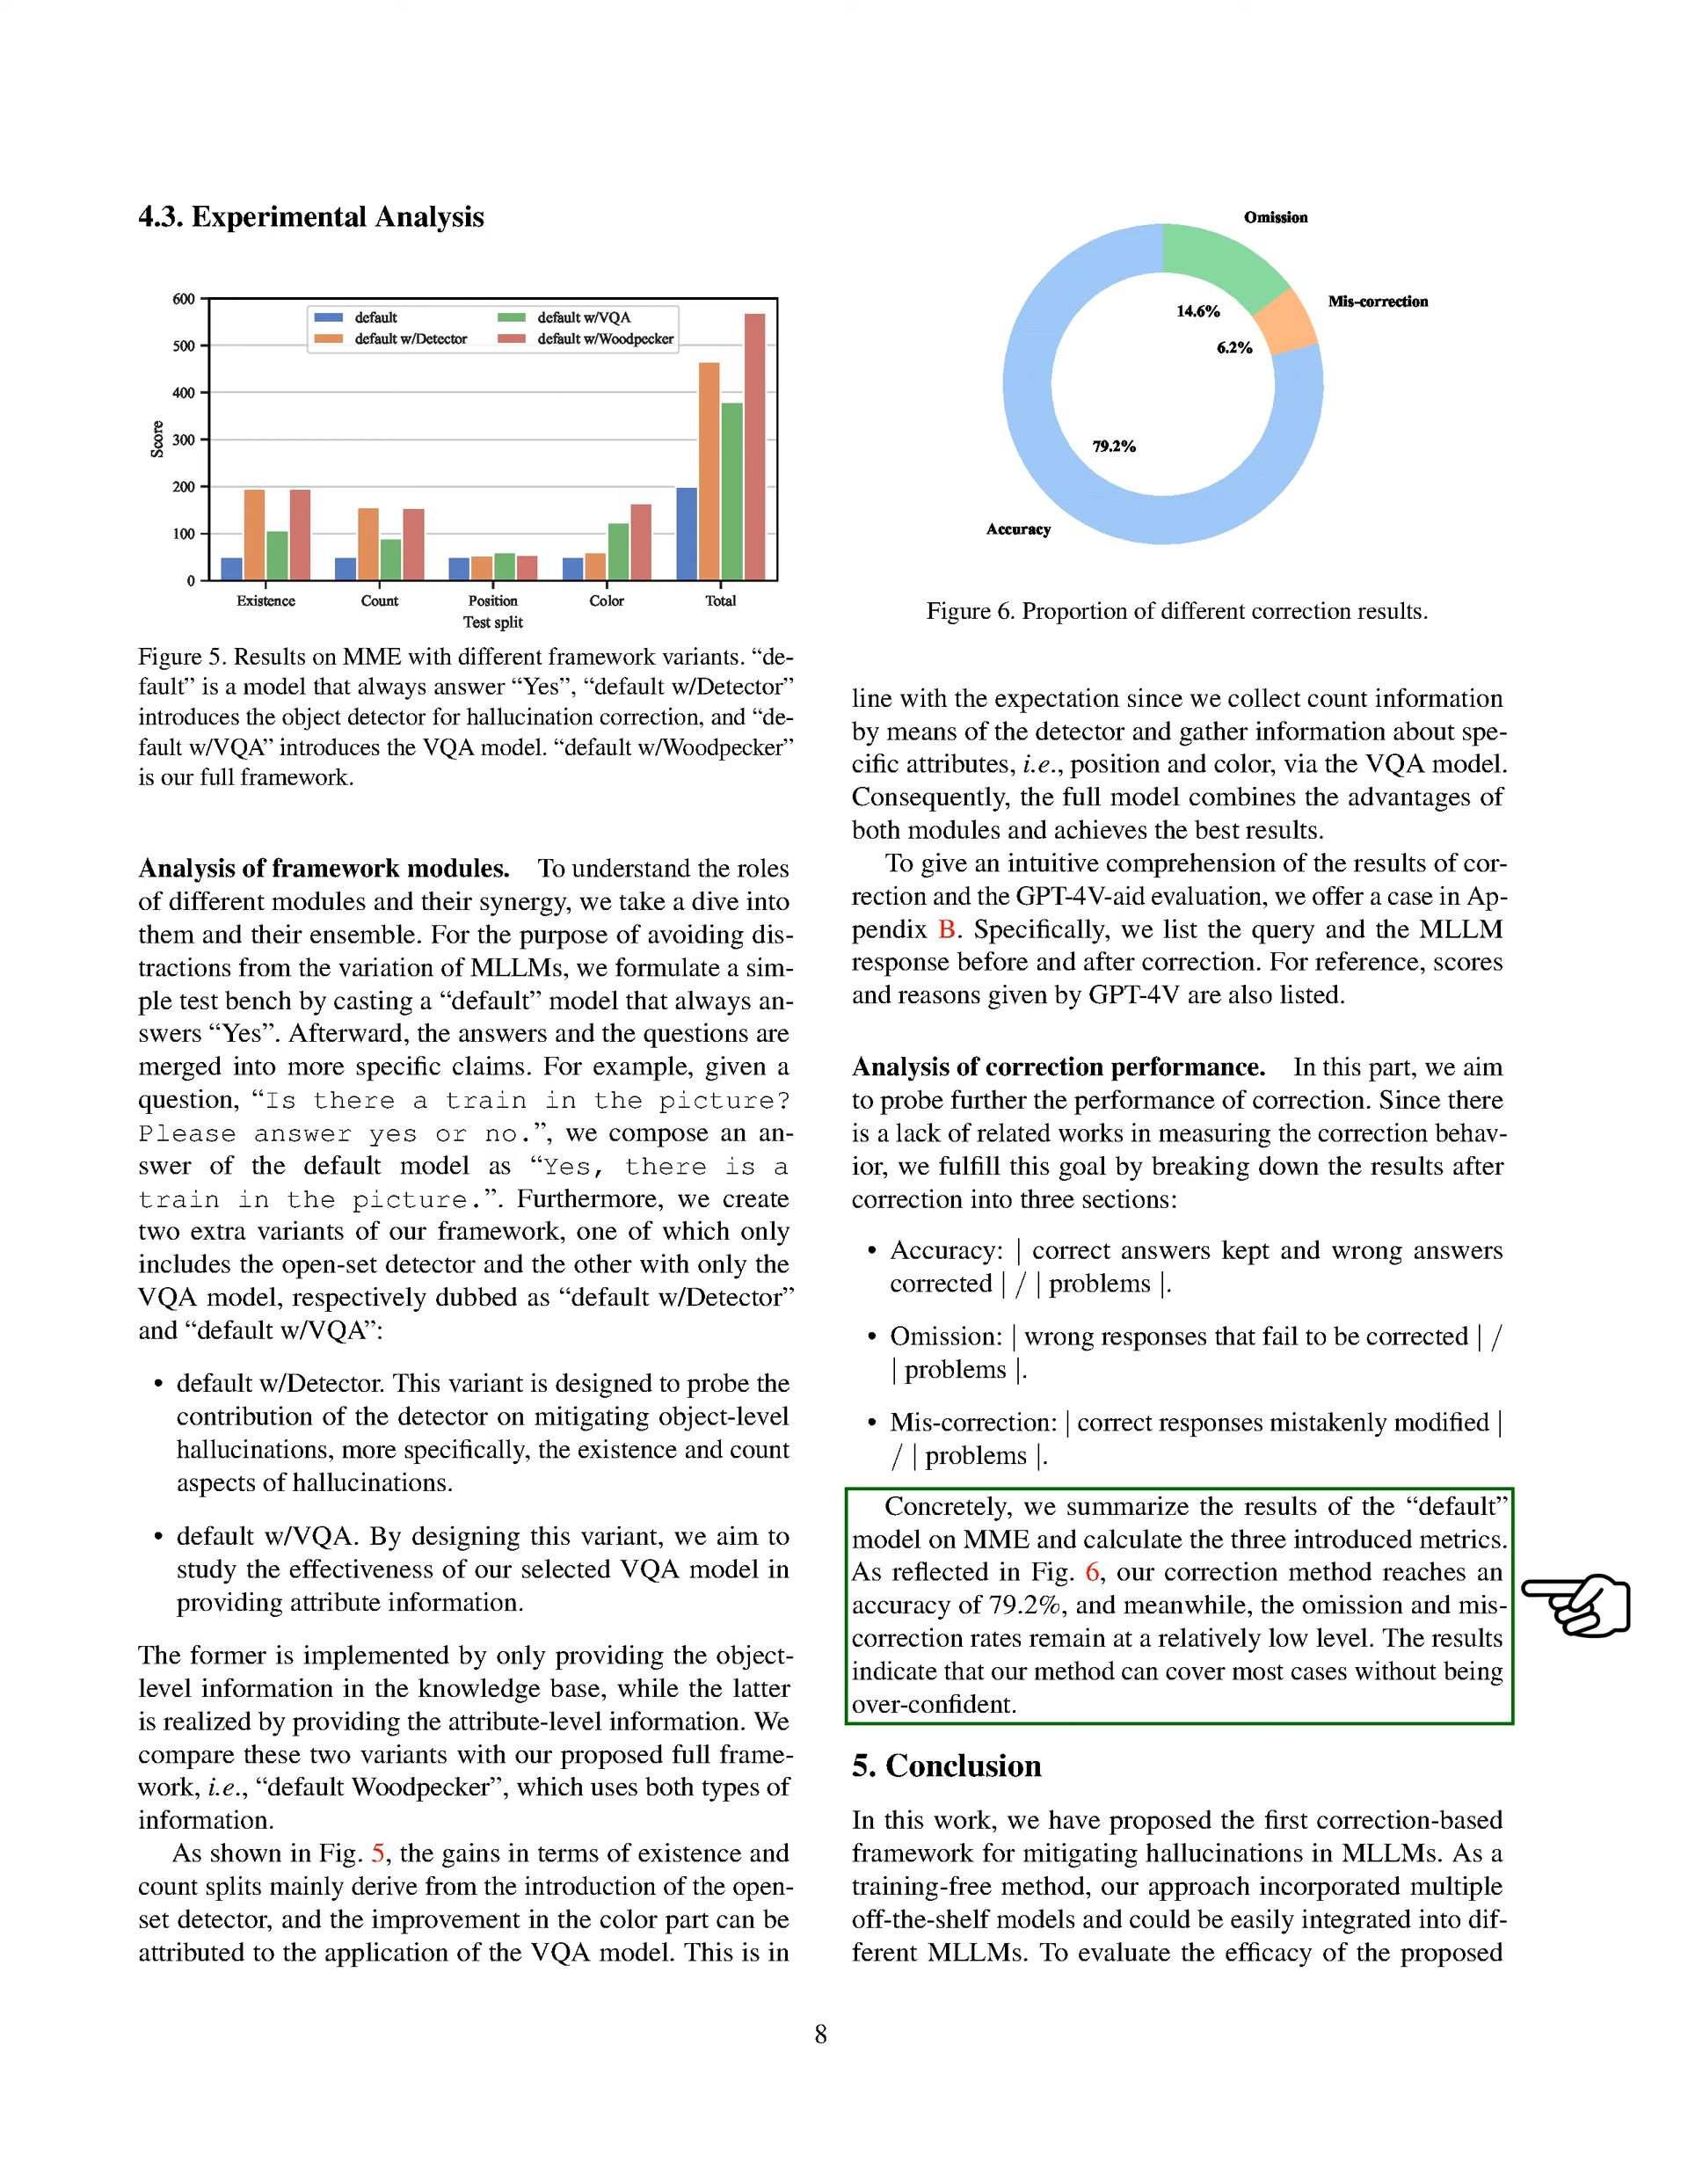 4.3. Experimental Analysis
600
500
400
300
200
100
0
Score
default
default w/Detector
default w/VQA
default w/Woodpecker
Existence
Count
Position
Color
Total
Test split
Figure 5. Results on MME with different framework variants. “de-
fault” is a model that always answer “Yes”, “default w/Detector”
introduces the object detector for hallucination correction, and “de-
fault w/VQA” introduces the VQA model. “default w/Woodpecker”
is our full framework.
Analysis of framework modules. To understand the roles
of different modules and their synergy, we take a dive into
them and their ensemble. For the purpose of avoiding dis-
tractions from the variation of MLLMs, we formulate a sim-
ple test bench by casting a “default” model that always an-
swers “Yes”. Afterward, the answers and the questions are
merged into more specific claims. For example, given a
question, “Is there a train in the picture?
Please answer yes or no.”, we compose an an-
swer of the default model as “Yes, there is a
train in the picture.”. Furthermore, we create
two extra variants of our framework, one of which only
includes the open-set detector and the other with only the
VQA model, respectively dubbed as “default w/Detector”
and “default w/VQA”:
• default w/Detector. This variant is designed to probe the
contribution of the detector on mitigating object-level
hallucinations, more specifically, the existence and count
aspects of hallucinations.
• default w/VQA. By designing this variant, we aim to
study the effectiveness of our selected VQA model in
providing attribute information.
The former is implemented by only providing the object-
level information in the knowledge base, while the latter
is realized by providing the attribute-level information. We
compare these two variants with our proposed full frame-
work, i.e., “default Woodpecker”, which uses both types of
information.
As shown in Fig. 5, the gains in terms of existence and
count splits mainly derive from the introduction of the open-
set detector, and the improvement in the color part can be
attributed to the application of the VQA model. This is in
Omission
Mis-correction
14.6%
6.2%
79.2%
Accuracy
Figure 6. Proportion of different correction results.
line with the expectation since we collect count information
by means of the detector and gather information about spe-
cific attributes, i.e., position and color, via the VQA model.
Consequently, the full model combines the advantages of
both modules and achieves the best results.
To give an intuitive comprehension of the results of cor-
rection and the GPT-4V-aid evaluation, we offer a case in Ap-
pendix B. Specifically, we list the query and the MLLM
response before and after correction. For reference, scores
and reasons given by GPT-4V are also listed.
Analysis of correction performance. In this part, we aim
to probe further the performance of correction. Since there
is a lack of related works in measuring the correction behav-
ior, we fulfill this goal by breaking down the results after
correction into three sections:
• Accuracy: | correct answers kept and wrong answers
corrected | / | problems |.
• Omission: | wrong responses that fail to be corrected | /
| problems |.
• Mis-correction: | correct responses mistakenly modified |
/ | problems |.
Concretely, we summarize the results of the “default”
model on MME and calculate the three introduced metrics.
As reflected in Fig. 6, our correction method reaches an
accuracy of 79.2%, and meanwhile, the omission and mis-
correction rates remain at a relatively low level. The results
indicate that our method can cover most cases without being
over-confident.
5. Conclusion
In this work, we have proposed the first correction-based
framework for mitigating hallucinations in MLLMs. As a
training-free method, our approach incorporated multiple
off-the-shelf models and could be easily integrated into dif-
ferent MLLMs. To evaluate the efficacy of the proposed
8